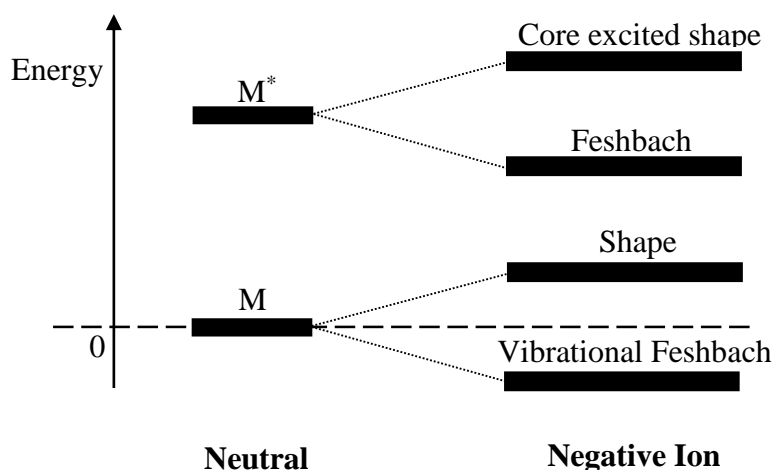 Core excited shape
Energy
M*
Feshbach
Shape
M
0
Vibrational Feshbach
Neutral
Negative Ion